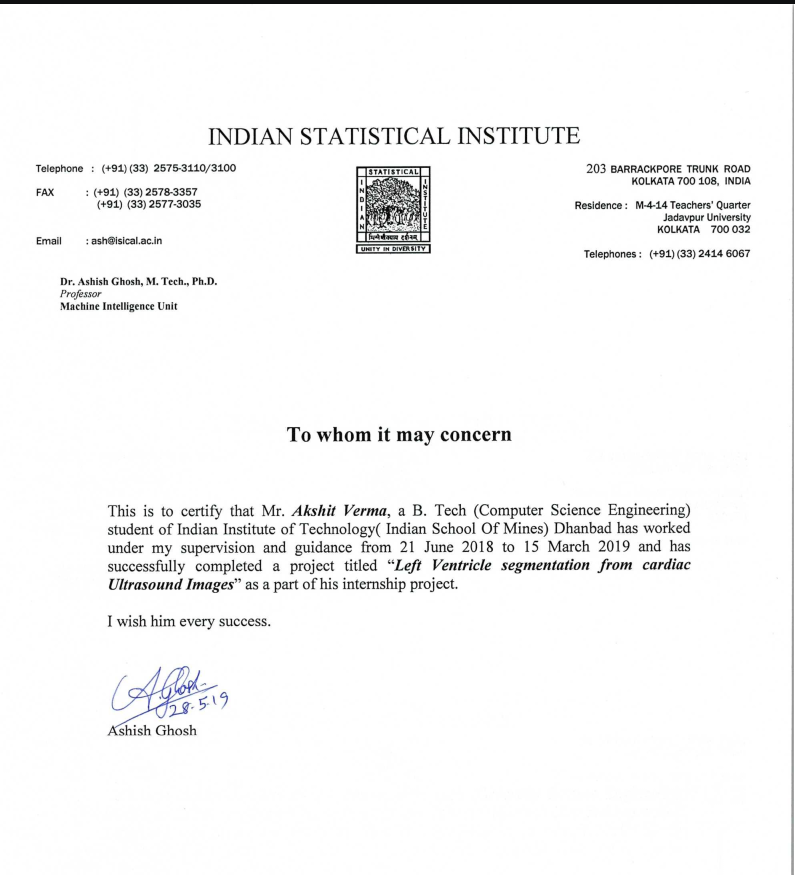 INDIAN STATISTICAL INSTITUTE
Telephone : (+91) (33) 2575-3110/3100
FAX : (+91) (33) 2578-3357
(+91) (33) 2577-3035
Email : ash@isical.ac.in
STATISTICAL
INDIAN
INSTITUTE
UNITY IN DIVERSITY
203 BARRACKPORE TRUNK ROAD
KOLKATA 700 108, INDIA
Residence : M-4-14 Teachers' Quarter
Jadavpur University
KOLKATA 700 032
Telephones : (+91) (33) 2414 6067
Dr. Ashish Ghosh, M. Tech., Ph.D.
Professor
Machine Intelligence Unit
To whom it may concern
This is to certify that Mr. Akshit Verma, a B. Tech (Computer Science Engineering)
student of Indian Institute of Technology( Indian School Of Mines) Dhanbad has worked
under my supervision and guidance from 21 June 2018 to 15 March 2019 and has
successfully completed a project titled “Left Ventricle segmentation from cardiac
Ultrasound Images” as a part of his internship project.
I wish him every success.
A.Ghosh
28.5.19
Ashish Ghosh